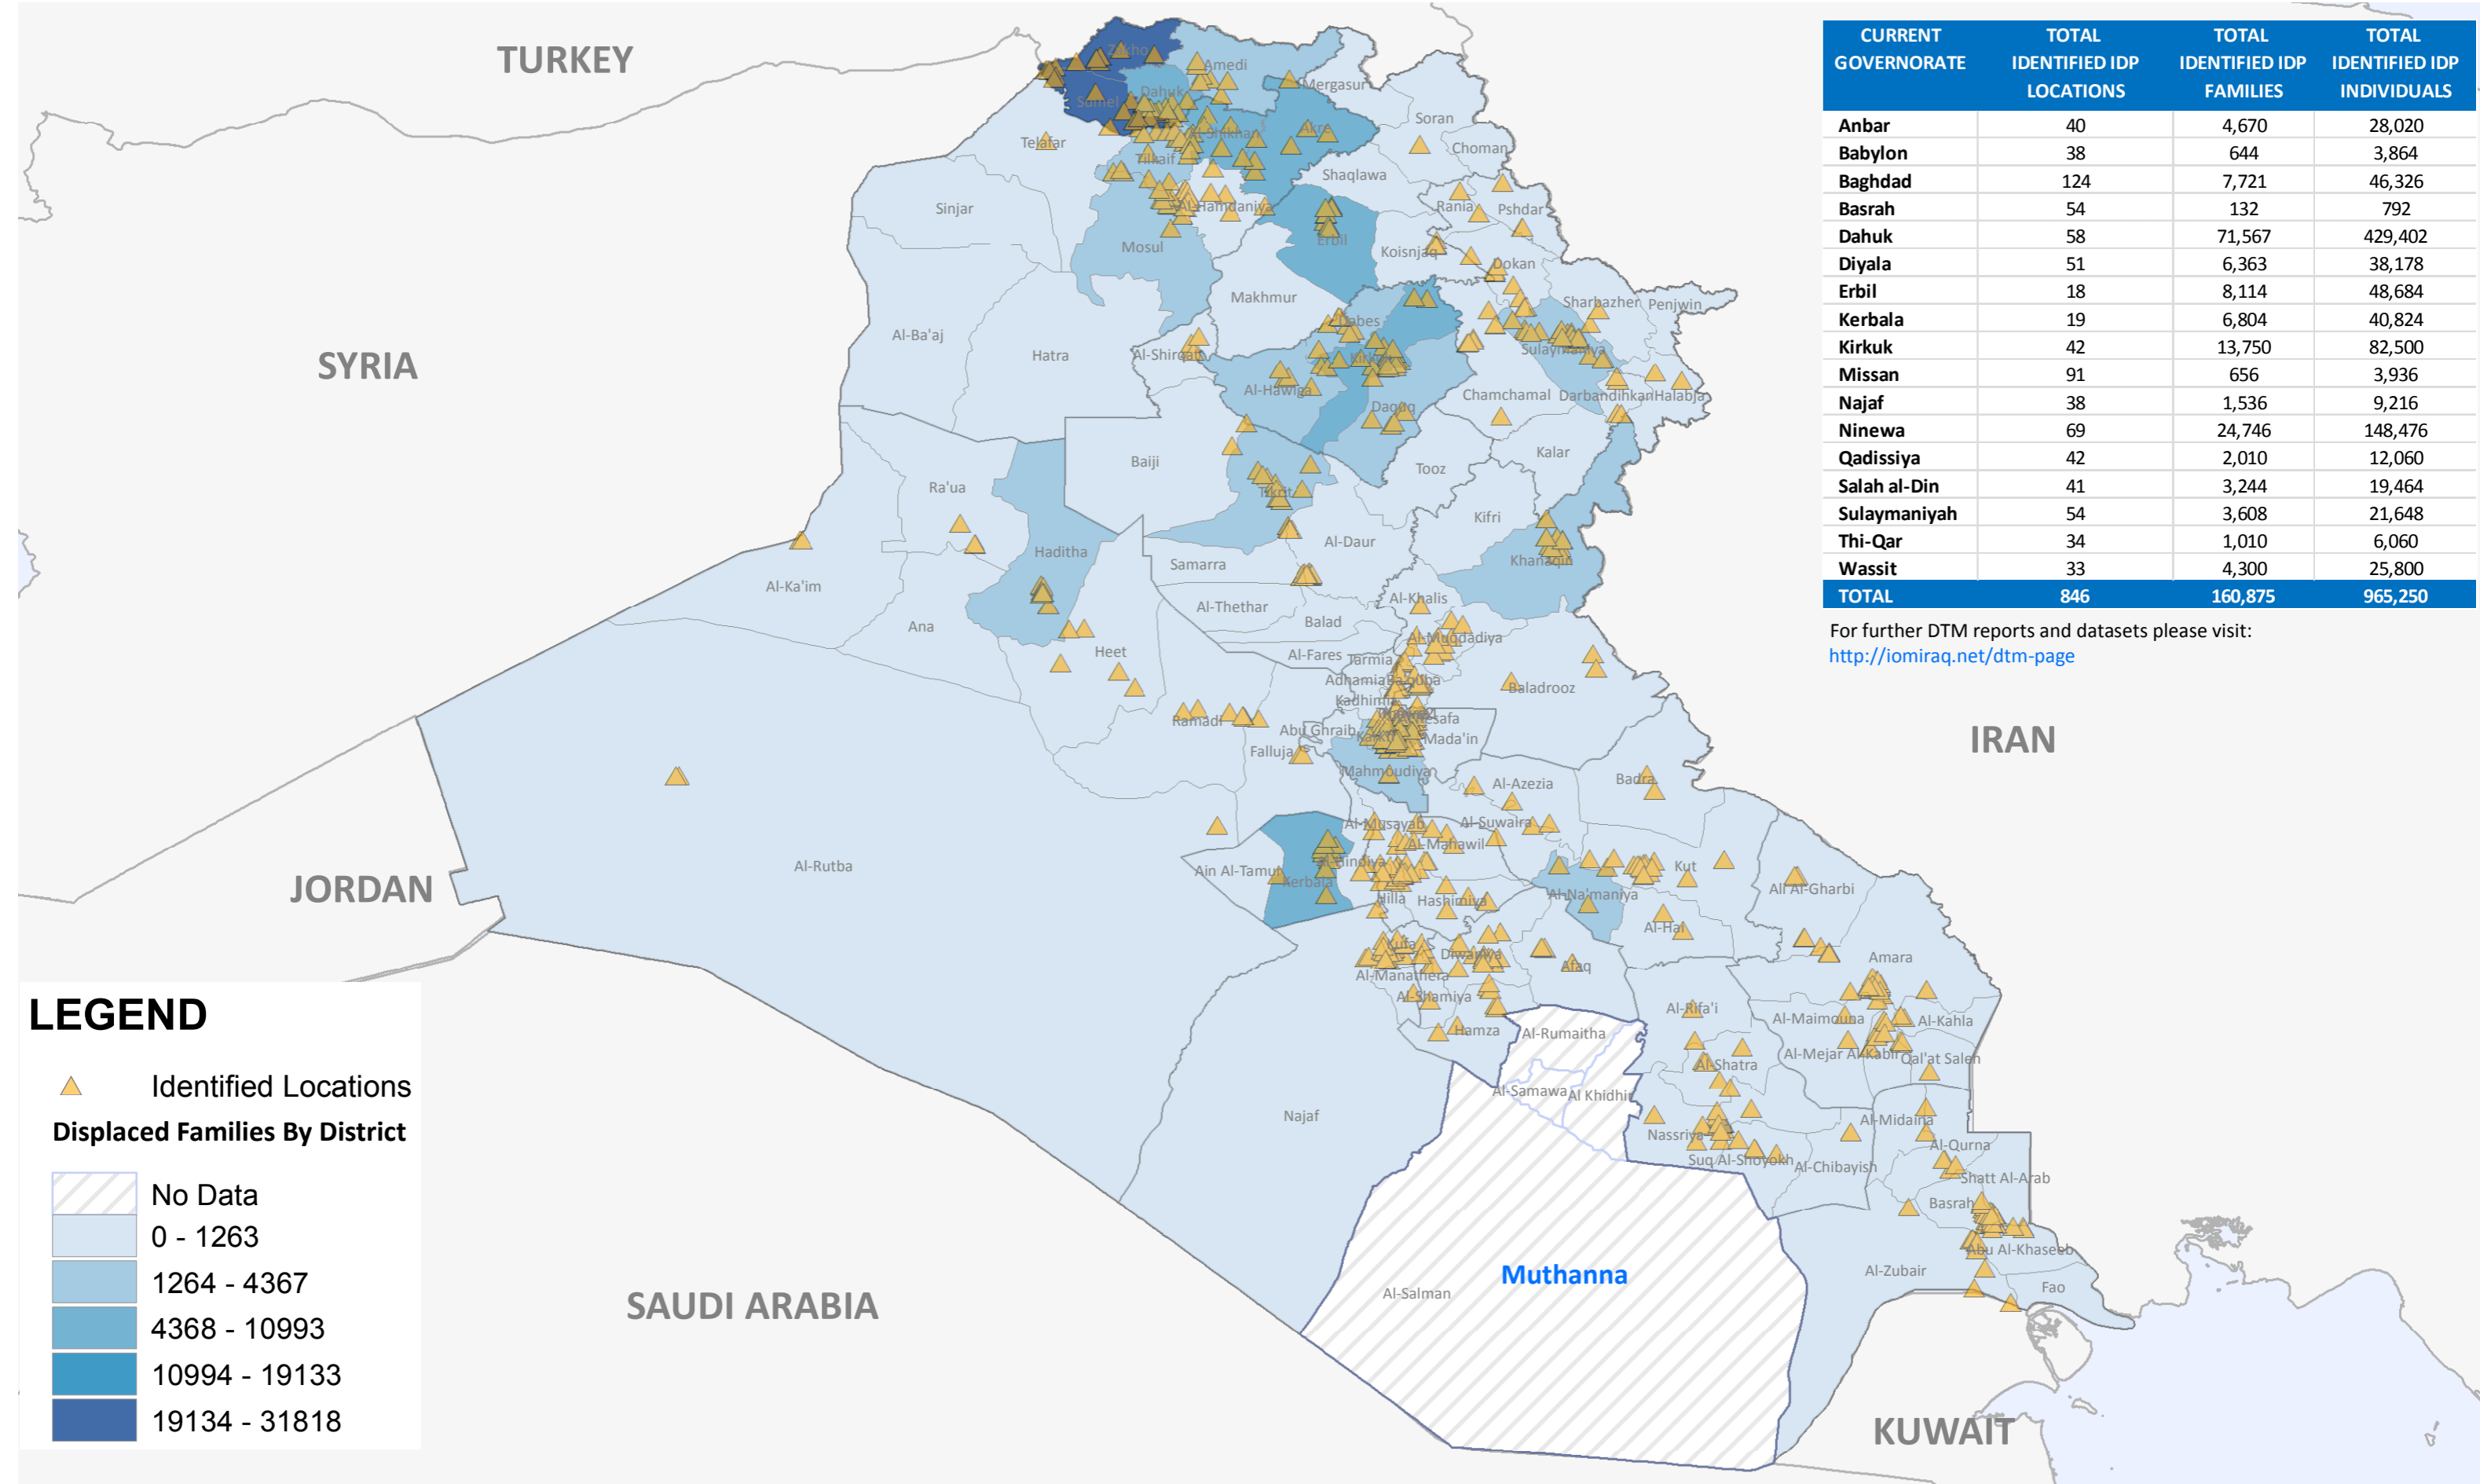 TURKEY
SYRIA
JORDAN
SAUDI ARABIA
IRAN
KUWAIT
CURRENT GOVERNORATE TOTAL IDENTIFIED IDP LOCATIONS TOTAL IDENTIFIED IDP FAMILIES TOTAL IDENTIFIED IDP INDIVIDUALS
Anbar 40 4,670 28,020
Babylon 38 644 3,864
Baghdad 124 7,721 46,326
Basrah 54 132 792
Dahuk 58 71,567 429,402
Diyala 51 6,363 38,178
Erbil 18 8,114 48,684
Kerbala 19 6,804 40,824
Kirkuk 42 13,750 82,500
Missan 91 656 3,936
Najaf 38 1,536 9,216
Ninewa 69 24,746 148,476
Qadissiya 42 2,010 12,060
Salah al-Din 41 3,244 19,464
Sulaymaniyah 54 3,608 21,648
Thi-Qar 34 1,010 6,060
Wassit 33 4,300 25,800
TOTAL 846 160,875 965,250
For further DTM reports and datasets please visit:
http://iomiraq.net/dtm-page
Zakho
Amedi
Mergasur
Sumel
Dahuk
Soran
Al-Shikhan
Akre
Choman
Telafar
Tilkaif
Shaqlawa
Sinjar
Al-Hamdaniya
Rania
Pshdar
Mosul
Erbil
Koisnjaq
Dokan
Makhmur
Sharbazher
Penjwin
Al-Ba'aj
Hatra
Al-Shirqat
Dabes
Kirkuk
Sulaymaniya
Al-Hawiga
Daquq
Chamchamal
Darbandihkan
Halabja
Baiji
Tooz
Kalar
Ra'ua
Tikrit
Kifri
Haditha
Al-Daur
Samarra
Khanaqin
Al-Ka'im
Al-Thethar
Al-Khalis
Ana
Balad
Al-Muqdadiya
Heet
Al-Fares
Tarmia
Adhamia
Ba'quba
Baladrooz
Kadhimia
Ramadi
Abu Ghraib
Karkh
Resafa
Mada'in
Falluja
Mahmoudiya
Al-Azezia
Badra
Al-Musayab
Al-Suwaira
Al-Mahawil
Al-Rutba
Ain Al-Tamur
Al-Hindiya
Kerbala
Kut
Ali Al-Gharbi
Hilla
Hashimiya
Al-Na'maniya
Al-Hai
Kufa
Diwaniya
Afaq
Amara
Al-Manathera
Al-Shamiya
Al-Rifa'i
Al-Maimouna
Al-Kahla
Hamza
Al-Rumaitha
Al-Mejar Al-Kabir
Qal'at Saleh
Al-Shatra
Al-Samawa
Al Khidhir
Najaf
Al-Midaina
Nassriya
Al-Qurna
Suq Al-Shoyokh
Al-Chibayish
Shatt Al-Arab
Basrah
Abu Al-Khaseeb
Al-Zubair
Fao
Muthanna
Al-Salman
LEGEND
Identified Locations
Displaced Families By District
No Data
0 - 1263
1264 - 4367
4368 - 10993
10994 - 19133
19134 - 31818